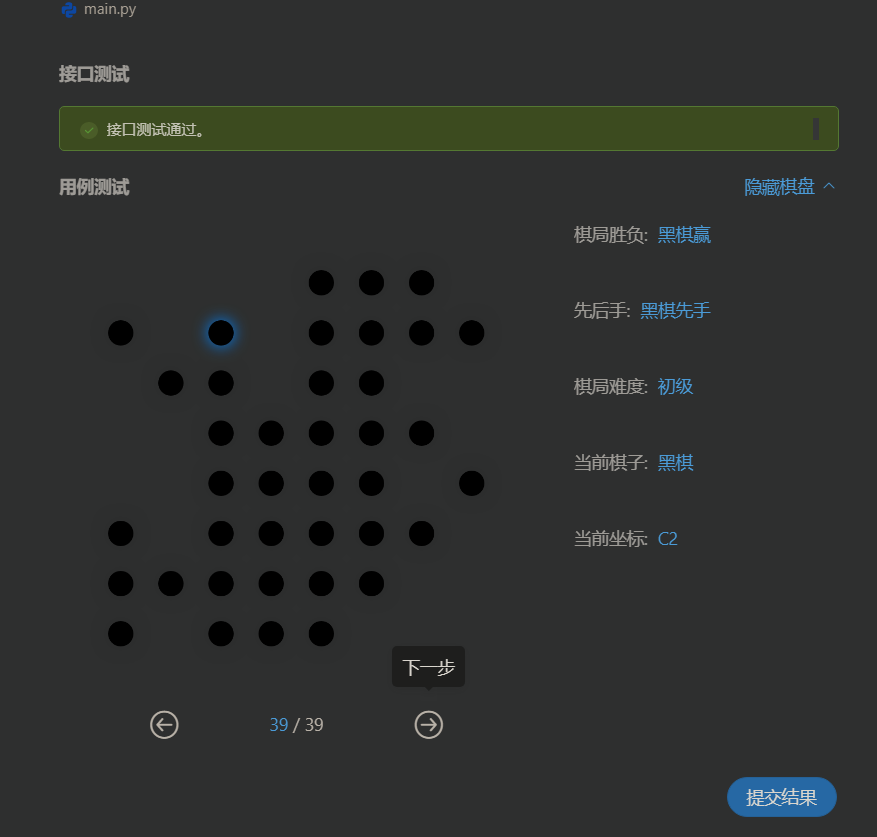 main.py
接口测试
接口测试通过。
用例测试
隐藏棋盘
棋局胜负: 黑棋赢
先后手: 黑棋先手
棋局难度: 初级
当前棋子: 黑棋
当前坐标: C2
下一步
39 / 39
提交结果